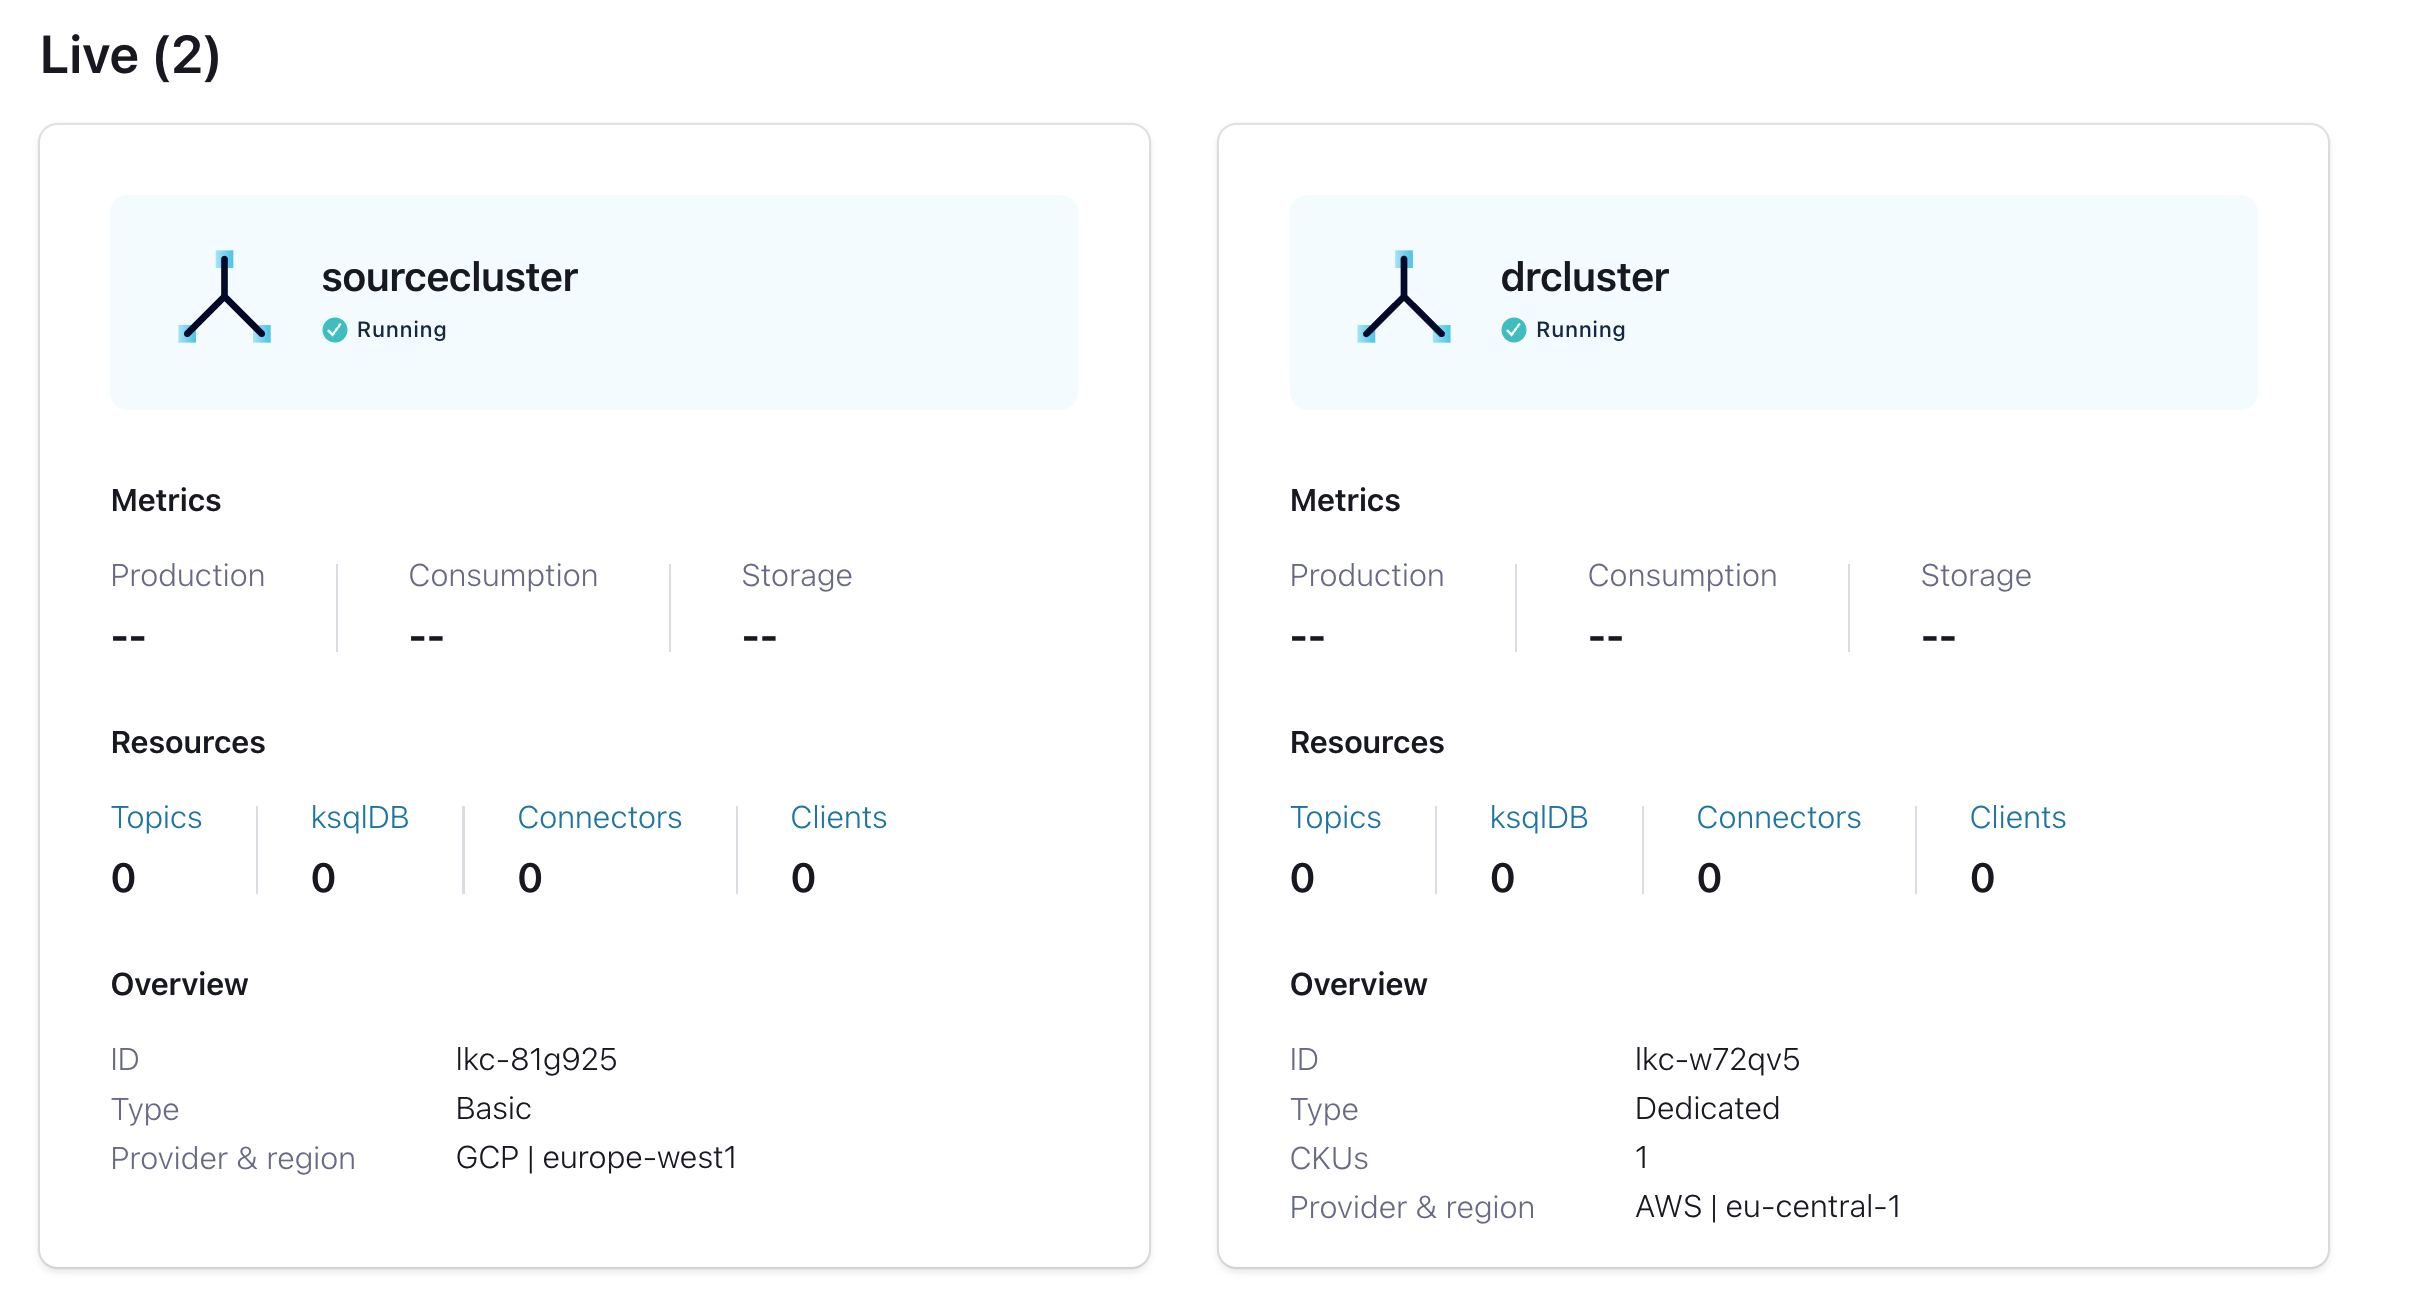 Live (2)
sourcecluster
Running
Metrics
Production Consumption Storage
-- -- --
Resources
Topics ksqlDB Connectors Clients
0 0 0 0
Overview
ID lkc-81g925
Type Basic
Provider & region GCP | europe-west1
drcluster
Running
Metrics
Production Consumption Storage
-- -- --
Resources
Topics ksqlDB Connectors Clients
0 0 0 0
Overview
ID lkc-w72qv5
Type Dedicated
CKUs 1
Provider & region AWS | eu-central-1